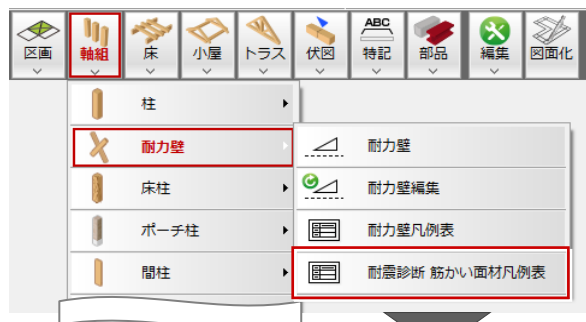 区画 軸組 床 小屋 トラス 伏図 ABC 特記 部品 編集 図面化
柱
耐力壁
床柱
ポーチ柱
間柱
耐力壁
耐力壁編集
耐力壁凡例表
耐震診断 筋かい面材凡例表